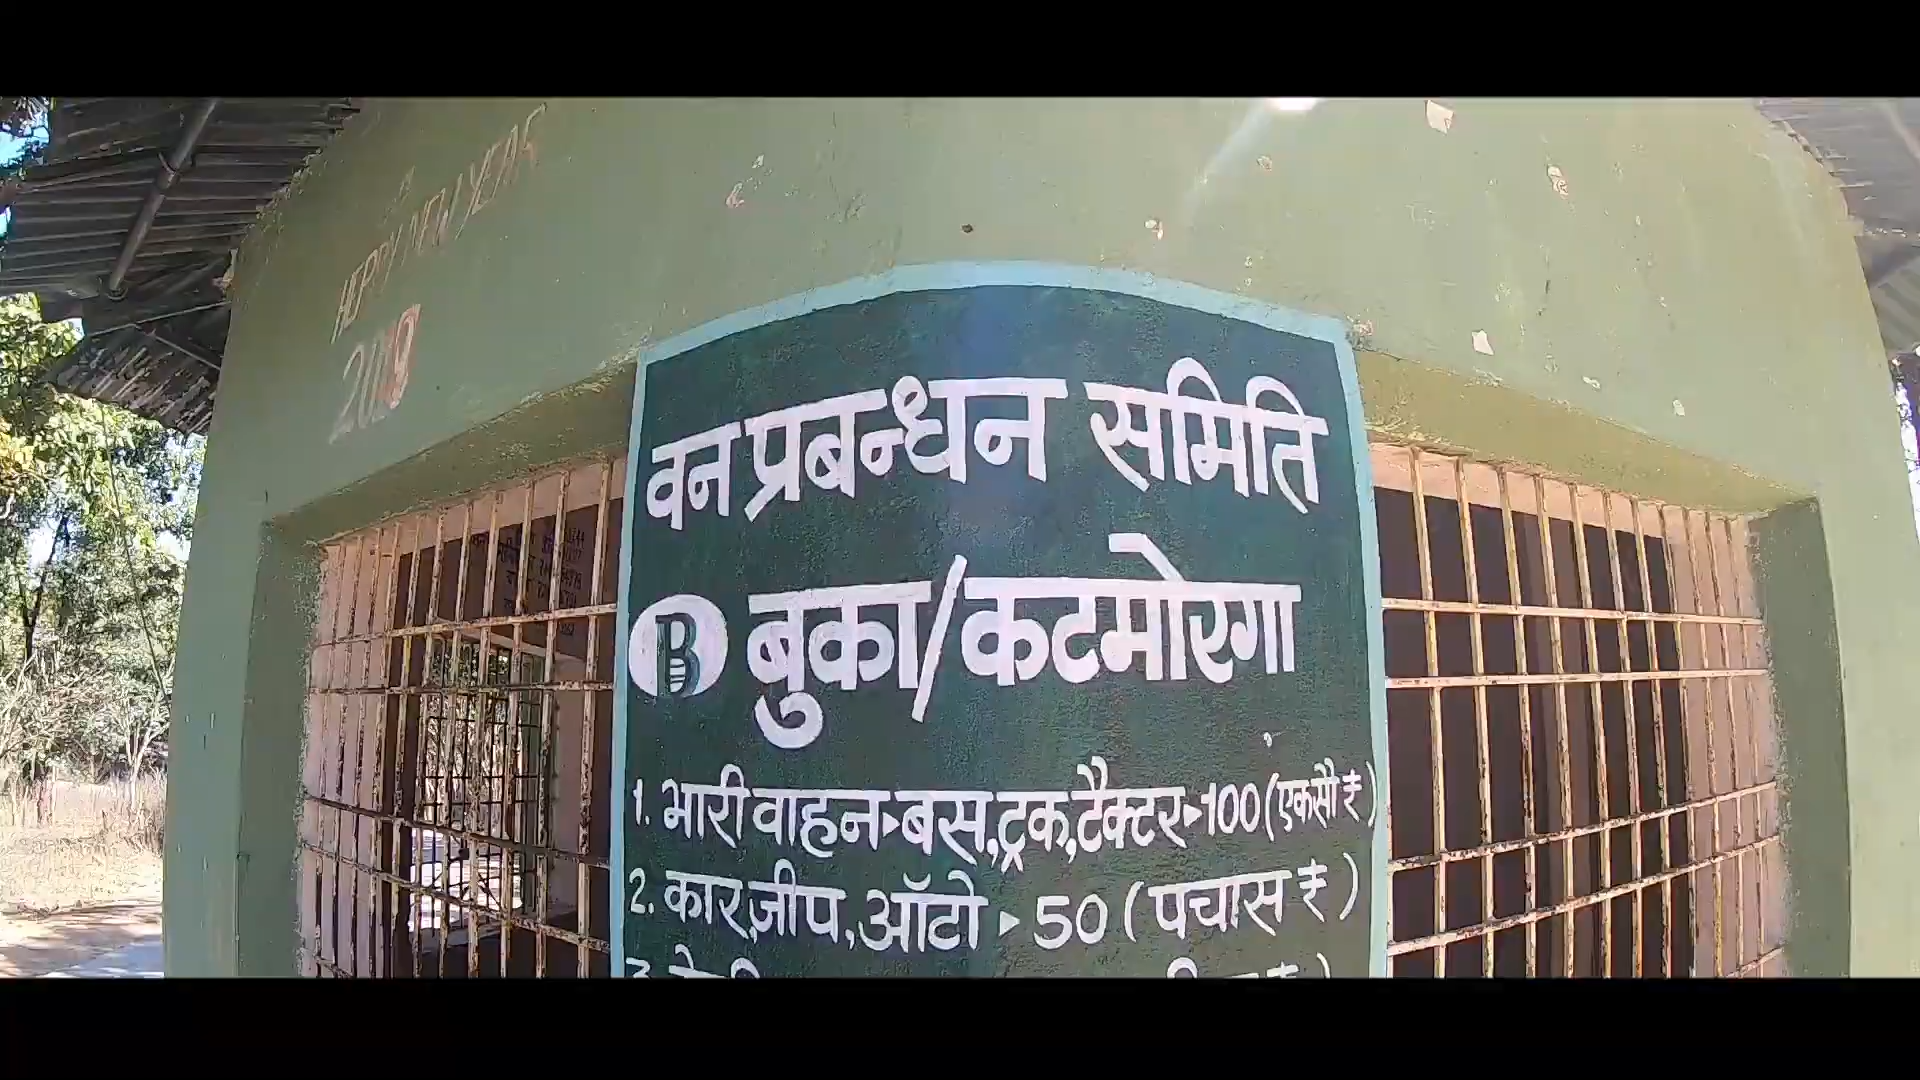 HEPPY NEW YEAR
2019
वन प्रबन्धन समिति
B बुका/कटमोरगा
1. भारी वाहन▸बस,ट्रक,टैक्टर▸100 (एकसौ ₹)
2. कार,जीप,ऑटो ▸ 50 (पचास ₹)